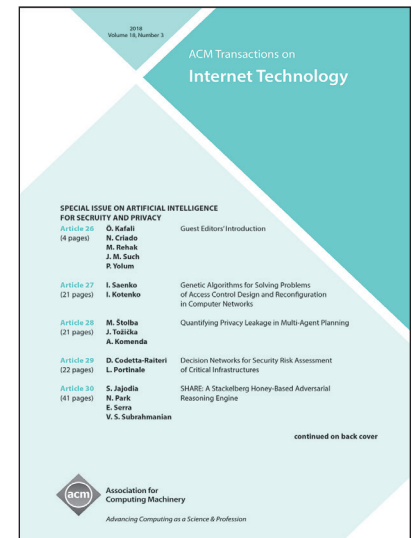 2018
Volume 18, Number 3
ACM Transactions on
Internet Technology
SPECIAL ISSUE ON ARTIFICIAL INTELLIGENCE
FOR SECRUITY AND PRIVACY
Article 26 Ö. Kafali Guest Editors' Introduction
(4 pages) N. Criado
M. Rehak
J. M. Such
P. Yolum
Article 27 I. Saenko Genetic Algorithms for Solving Problems
(21 pages) I. Kotenko of Access Control Design and Reconfiguration
in Computer Networks
Article 28 M. Štolba Quantifying Privacy Leakage in Multi-Agent Planning
(21 pages) J. Tožička
A. Komenda
Article 29 D. Codetta-Raiteri Decision Networks for Security Risk Assessment
(22 pages) L. Portinale of Critical Infrastructures
Article 30 S. Jajodia SHARE: A Stackelberg Honey-Based Adversarial
(41 pages) N. Park Reasoning Engine
E. Serra
V. S. Subrahmanian
continued on back cover
acm
Association for
Computing Machinery
Advancing Computing as a Science & Profession